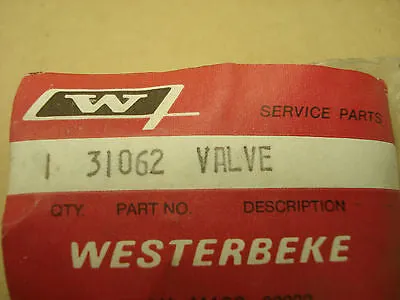 W
SERVICE PARTS
1 31062 VALVE
QTY. PART NO. DESCRIPTION
WESTERBEKE